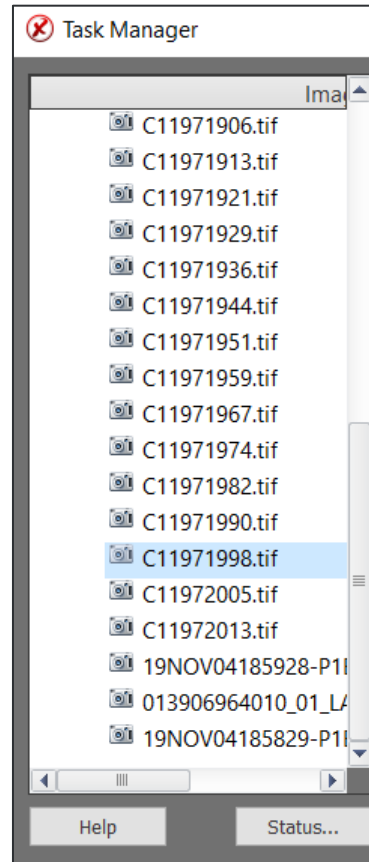 Task Manager
Ima
C11971906.tif
C11971913.tif
C11971921.tif
C11971929.tif
C11971936.tif
C11971944.tif
C11971951.tif
C11971959.tif
C11971967.tif
C11971974.tif
C11971982.tif
C11971990.tif
C11971998.tif
C11972005.tif
C11972013.tif
19NOV04185928-P1
013906964010_01_L
19NOV04185829-P1
Help
Status...